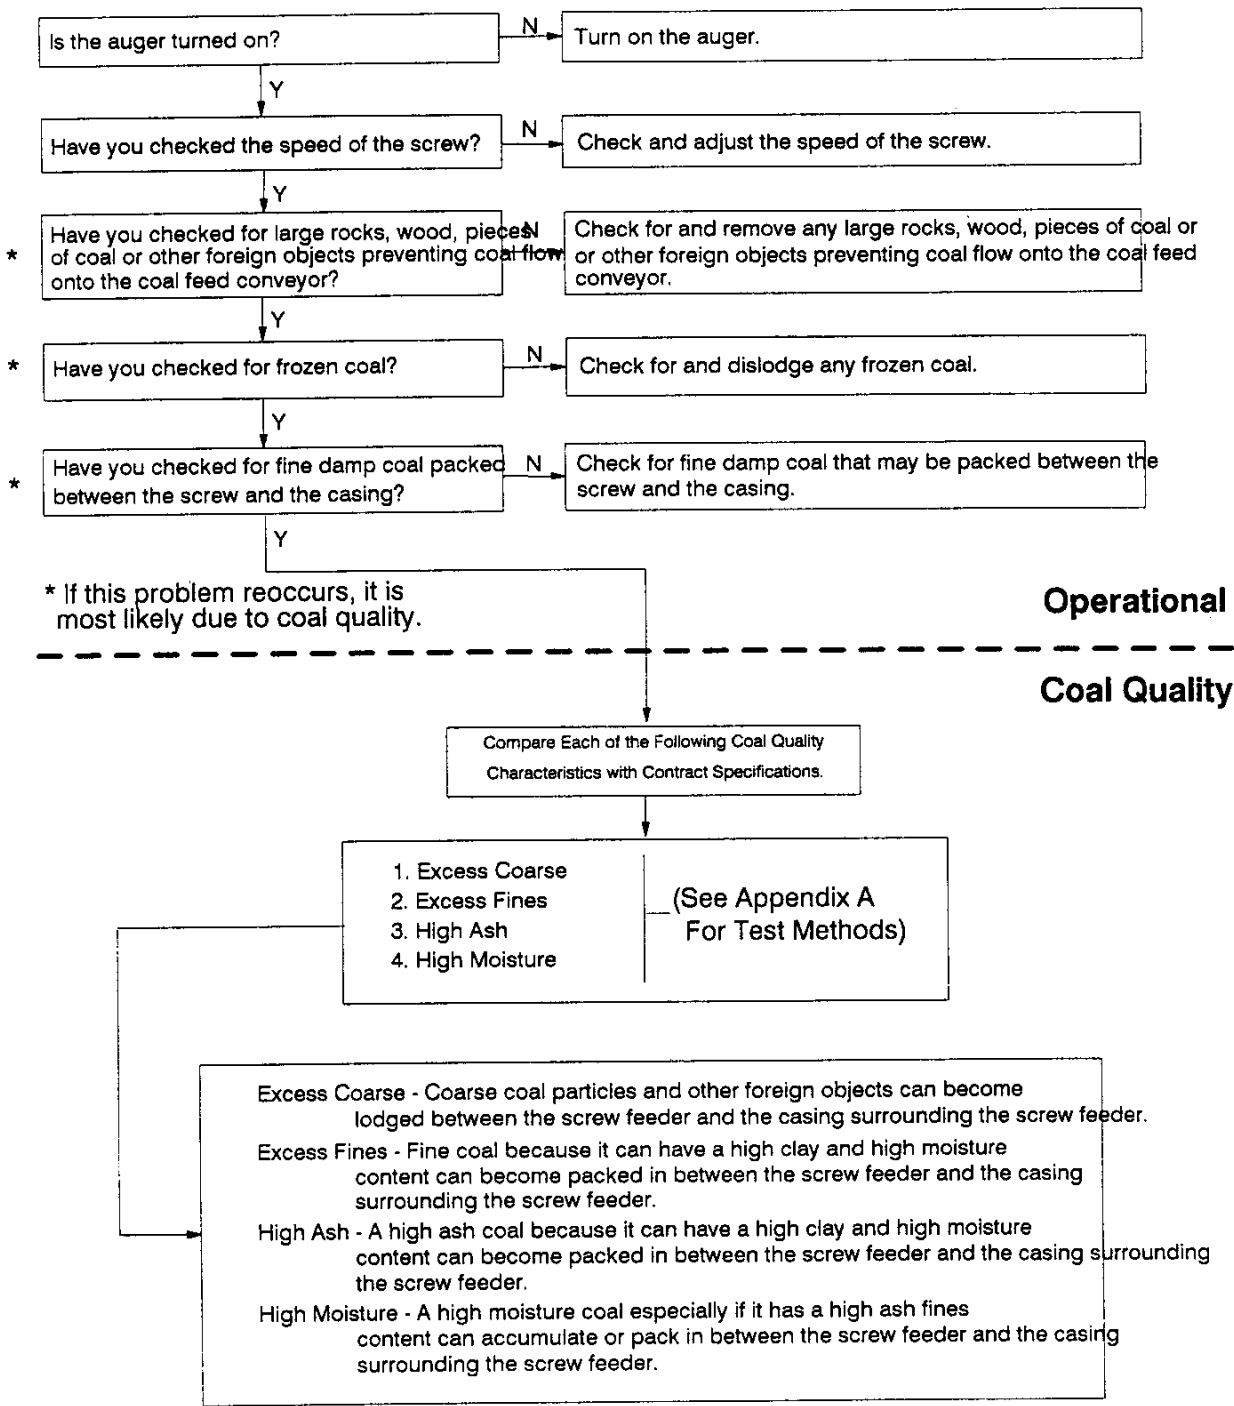 Is the auger turned on?
N
Turn on the auger.
Y
Have you checked the speed of the screw?
N
Check and adjust the speed of the screw.
Y
*
Have you checked for large rocks, wood, pieces
of coal or other foreign objects preventing coal flow
onto the coal feed conveyor?
N
Check for and remove any large rocks, wood, pieces of coal or
or other foreign objects preventing coal flow onto the coal feed
conveyor.
Y
*
Have you checked for frozen coal?
N
Check for and dislodge any frozen coal.
Y
*
Have you checked for fine damp coal packed
between the screw and the casing?
N
Check for fine damp coal that may be packed between the
screw and the casing.
Y
* If this problem reoccurs, it is
most likely due to coal quality.
Operational
Coal Quality
Compare Each of the Following Coal Quality
Characteristics with Contract Specifications.
1. Excess Coarse
2. Excess Fines
3. High Ash
4. High Moisture
(See Appendix A
For Test Methods)
Excess Coarse - Coarse coal particles and other foreign objects can become
lodged between the screw feeder and the casing surrounding the screw feeder.
Excess Fines - Fine coal because it can have a high clay and high moisture
content can become packed in between the screw feeder and the casing
surrounding the screw feeder.
High Ash - A high ash coal because it can have a high clay and high moisture
content can become packed in between the screw feeder and the casing surrounding
the screw feeder.
High Moisture - A high moisture coal especially if it has a high ash fines
content can accumulate or pack in between the screw feeder and the casing
surrounding the screw feeder.